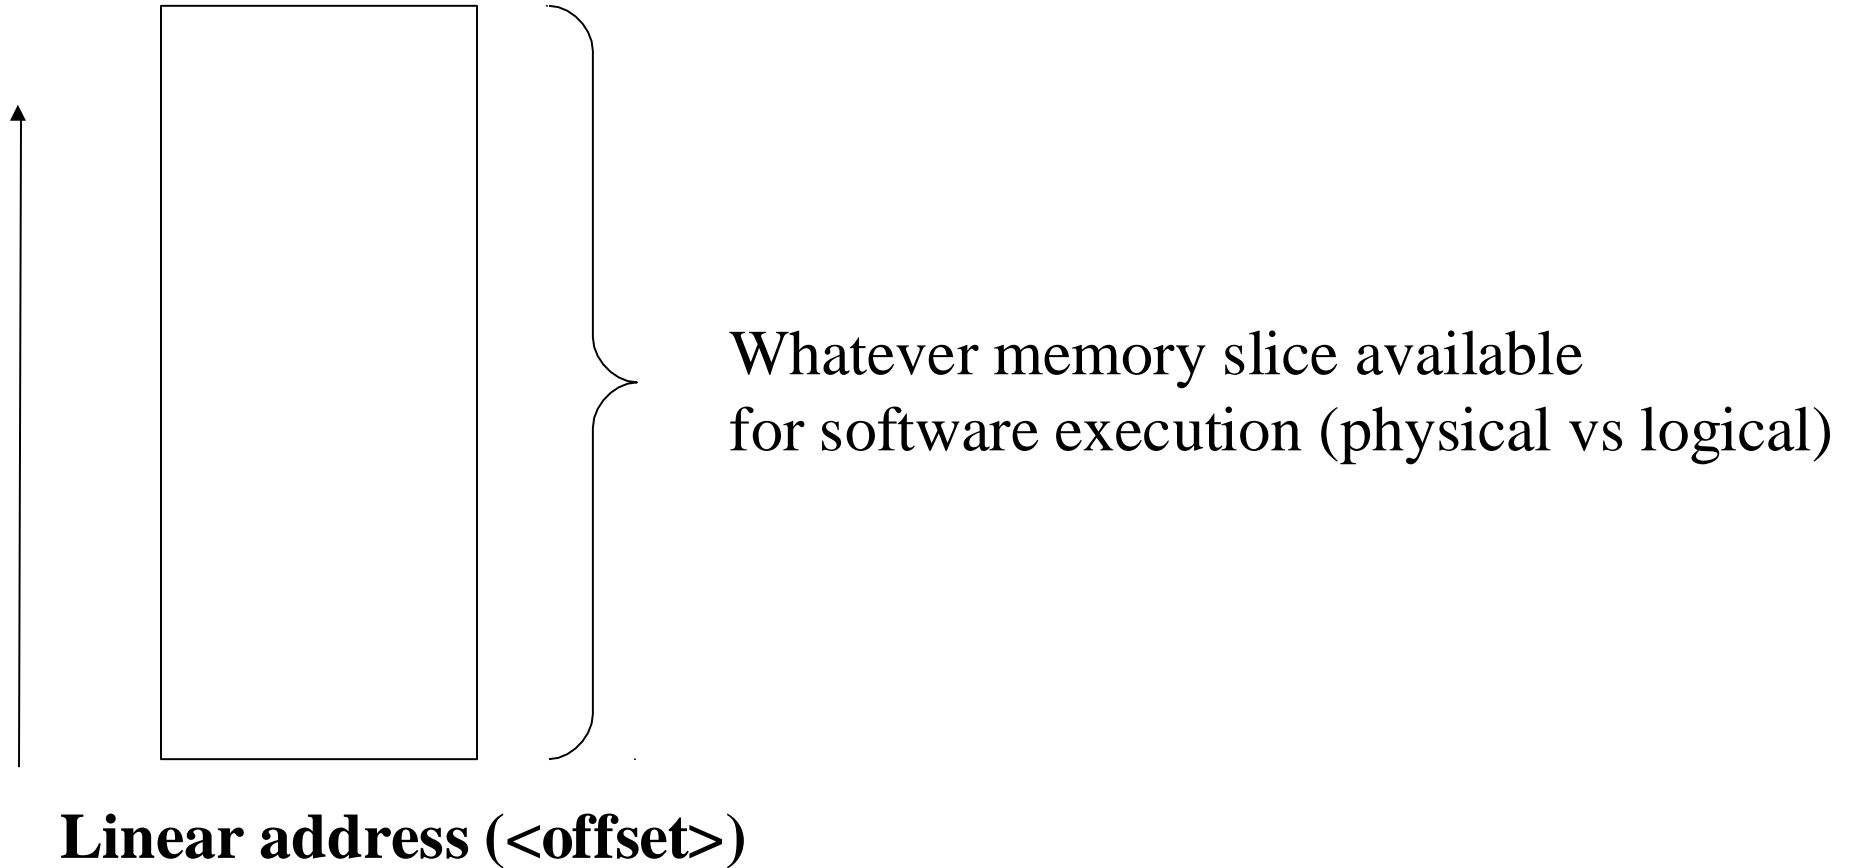 Whatever memory slice available
for software execution (physical vs logical)
Linear address (<offset>)